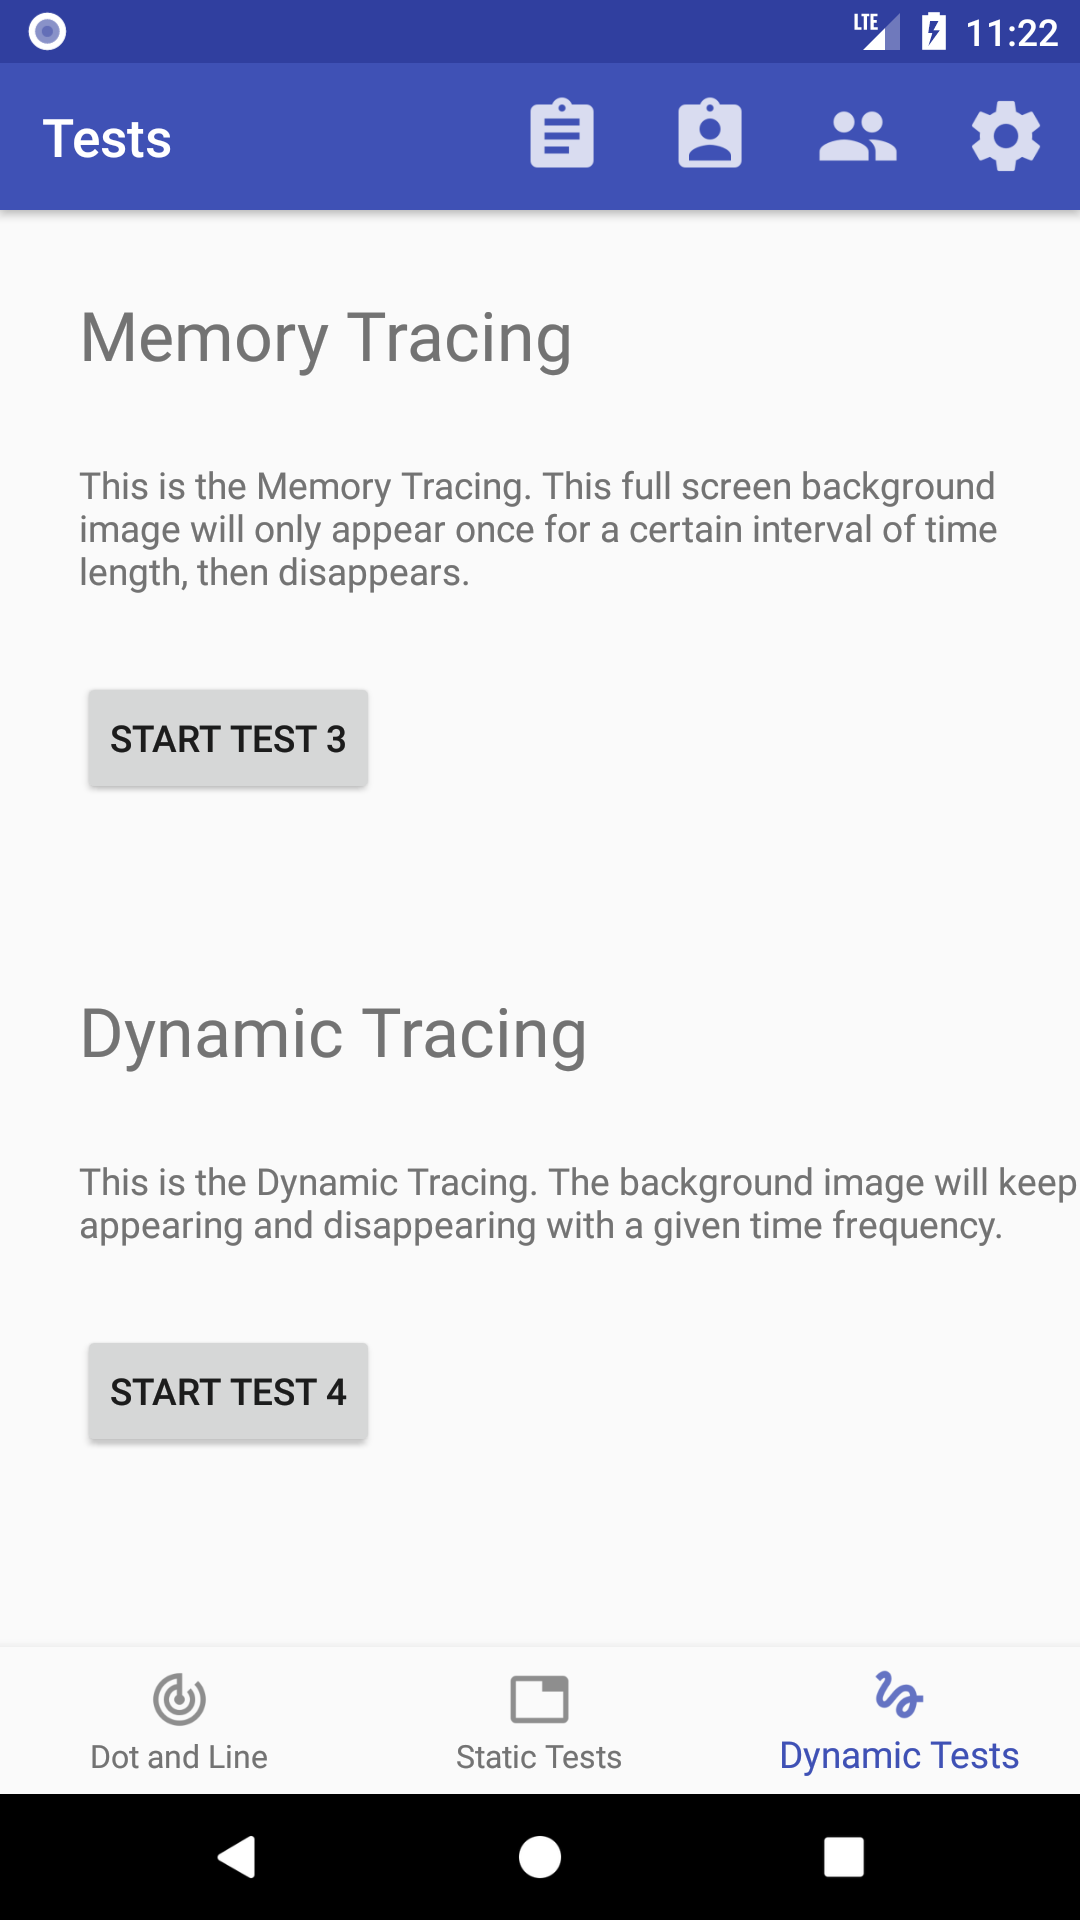 LTE 11:22
Tests
Memory Tracing
This is the Memory Tracing. This full screen background
image will only appear once for a certain interval of time
length, then disappears.
START TEST 3
Dynamic Tracing
This is the Dynamic Tracing. The background image will keep
appearing and disappearing with a given time frequency.
START TEST 4
Dot and Line Static Tests Dynamic Tests